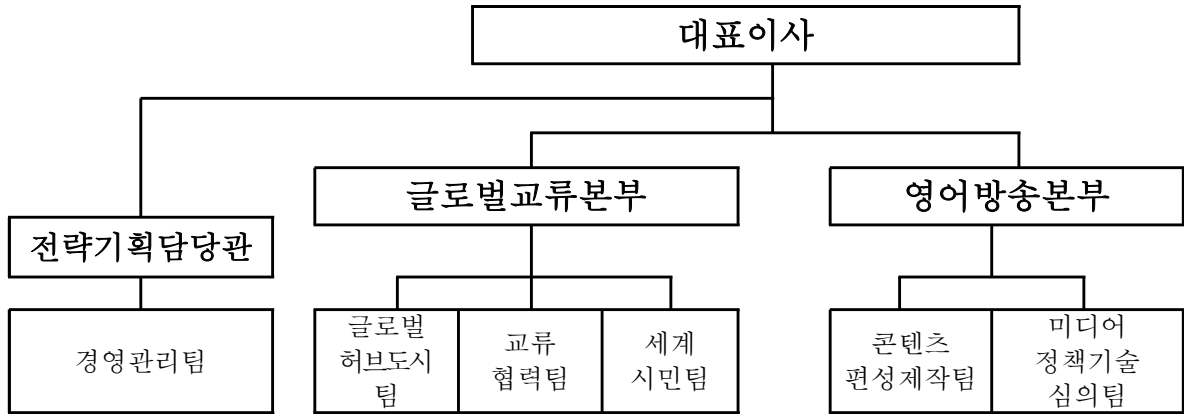 대표이사
글로벌교류본부
영어방송본부
전략기획담당관
경영관리팀
글로벌
허브도시
팀
교류
협력팀
세계
시민팀
콘텐츠
편성제작팀
미디어
정책기술
심의팀